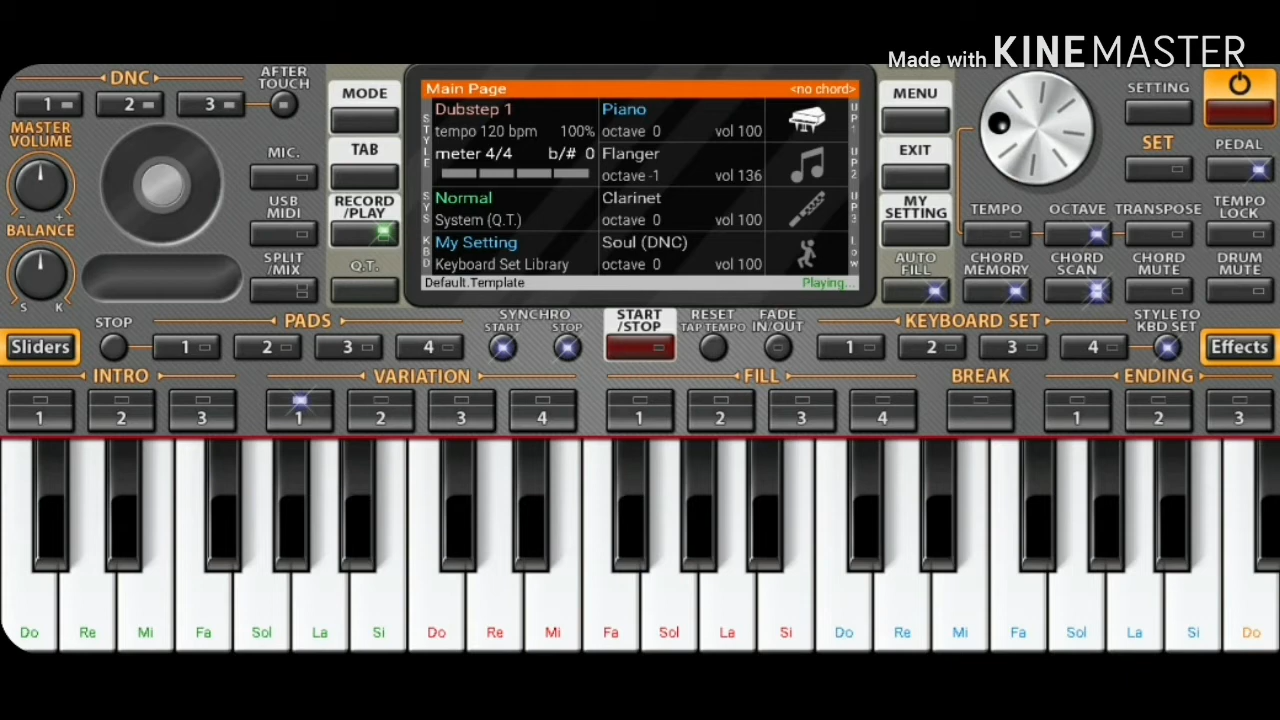 Made with KINEMASTER
DNC
AFTER
TOUCH
1
2
3
MASTER
VOLUME
- +
BALANCE
S K
MIC.
USB
MIDI
SPLIT
/MIX
MODE
TAB
RECORD
/PLAY
Q.T.
Main Page <no chord>
STYLE
Dubstep 1
tempo 120 bpm 100%
meter 4/4 b/# 0
SYS
Normal
System (Q.T.)
KBD
My Setting
Keyboard Set Library
Piano
octave 0 vol 100
Flanger
octave -1 vol 136
Clarinet
octave 0 vol 100
Soul (DNC)
octave 0 vol 100
UP1
UP2
UP3
Low
Default.Template Playing...
MENU
EXIT
MY
SETTING
AUTO
FILL
SETTING
SET
PEDAL
TEMPO
OCTAVE
TRANSPOSE
TEMPO
LOCK
CHORD
MEMORY
CHORD
SCAN
CHORD
MUTE
DRUM
MUTE
Sliders
STOP
PADS
1
2
3
4
SYNCHRO
START STOP
START
/STOP
RESET
TAP TEMPO
FADE
IN/OUT
KEYBOARD SET
1
2
3
4
STYLE TO
KBD SET
Effects
INTRO
1
2
3
VARIATION
1
2
3
4
FILL
1
2
3
4
BREAK
ENDING
1
2
3
Do Re Mi Fa Sol La Si Do Re Mi Fa Sol La Si Do Re Mi Fa Sol La Si Do